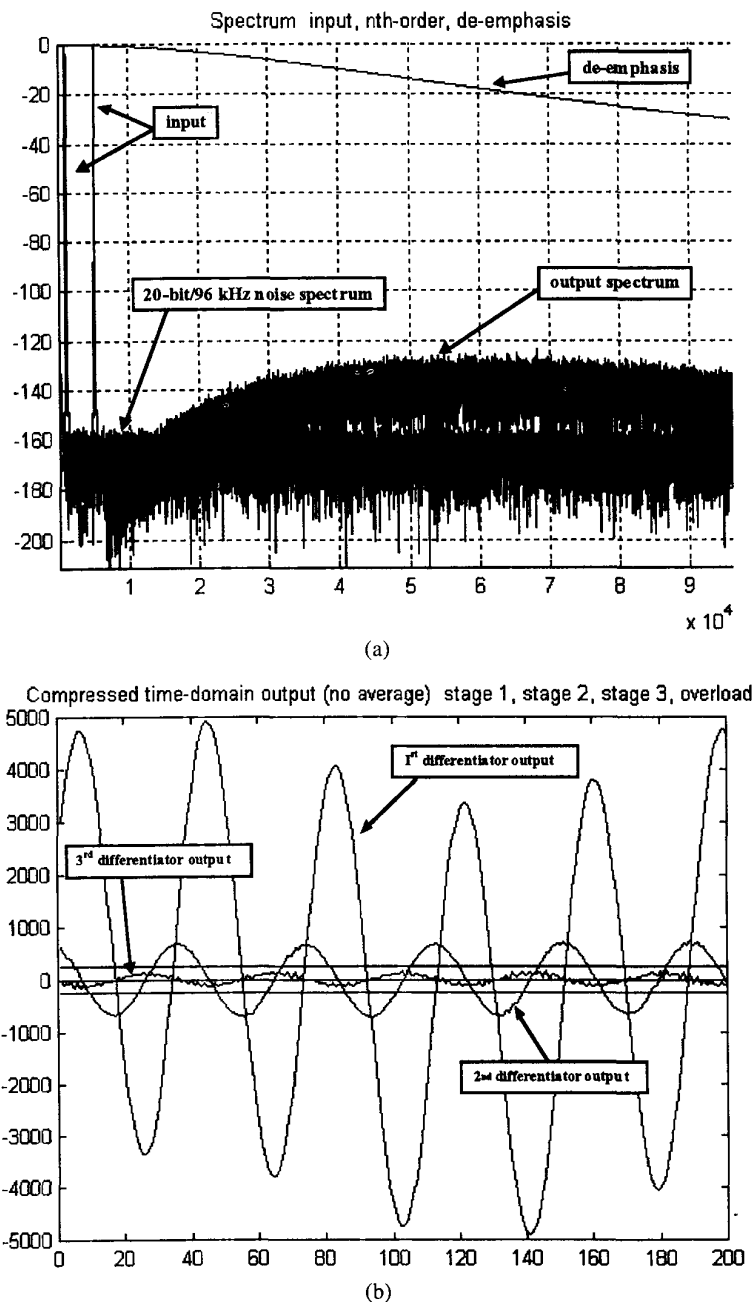 Spectrum input, nth-order, de-emphasis
0
-20
-40
-60
-80
-100
-120
-140
-160
-180
-200
de-emphasis
input
20-bit/96 kHz noise spectrum
output spectrum
1 2 3 4 5 6 7 8 9
x 10^4
(a)
Compressed time-domain output (no average) stage 1, stage 2, stage 3, overload
5000
4000
3000
2000
1000
0
-1000
-2000
-3000
-4000
-5000
1st differentiator output
3rd differentiator output
2nd differentiator output
0 20 40 60 80 100 120 140 160 180 200
(b)